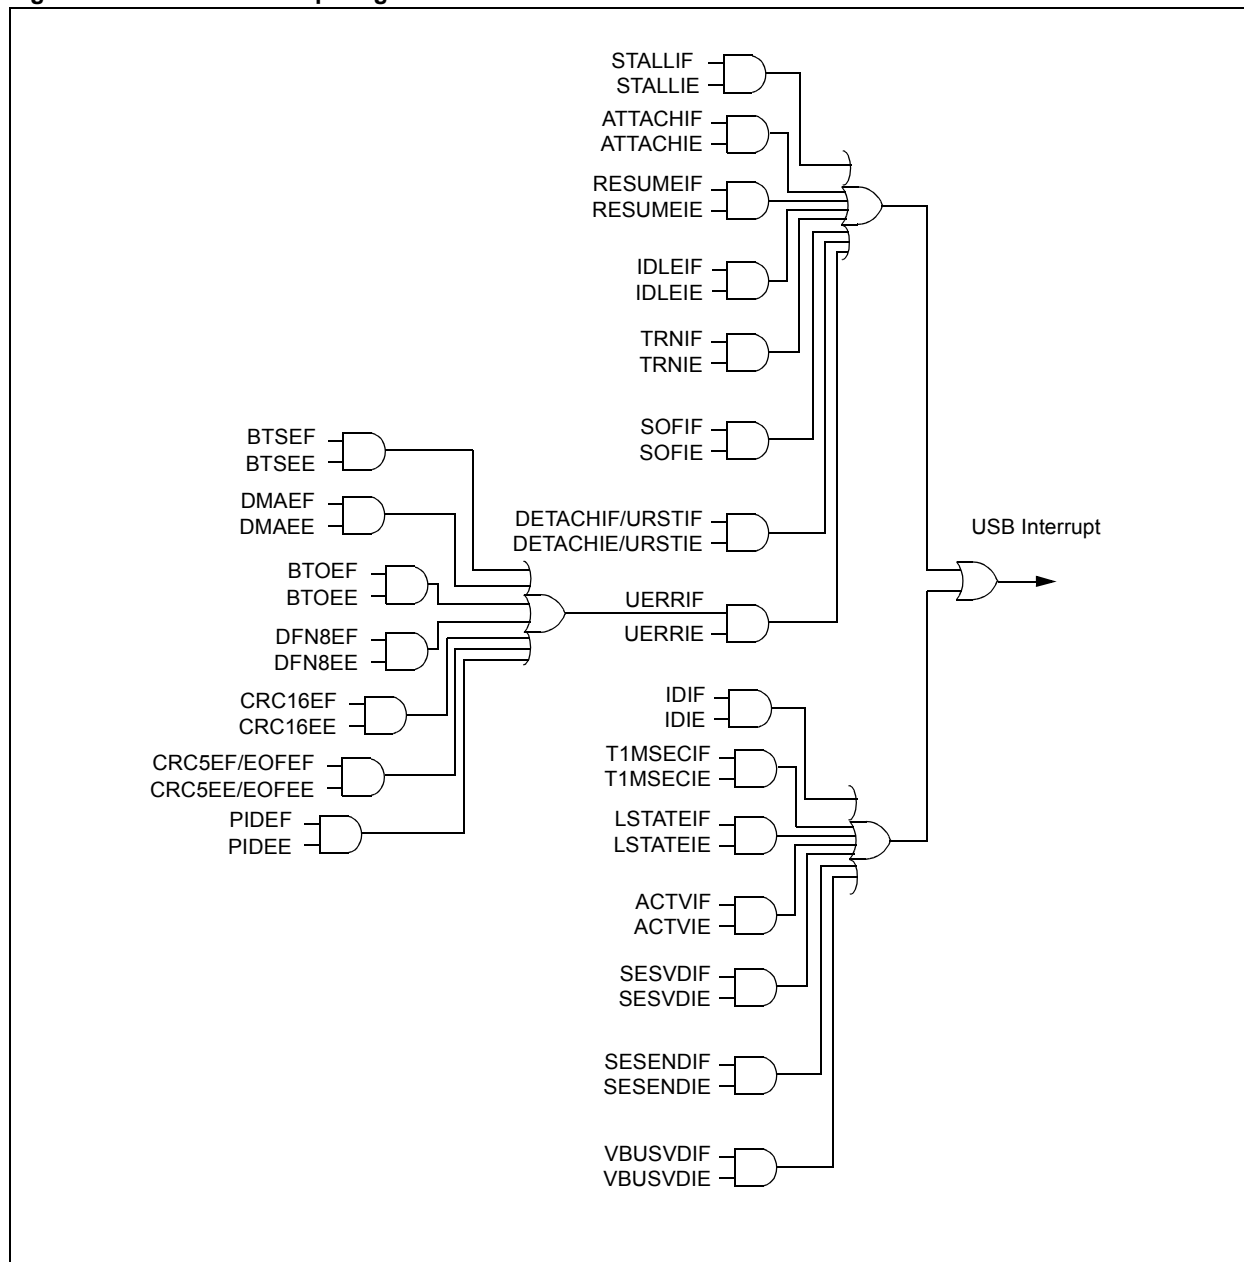 STALLIF
STALLIE
ATTACHIF
ATTACHIE
RESUMEIF
RESUMEIE
IDLEIF
IDLEIE
TRNIF
TRNIE
SOFIF
SOFIE
BTSEF
BTSEE
DMAEF
DMAEE
DETACHIF/URSTIF
DETACHIE/URSTIE
USB Interrupt
BTOEF
BTOEE
UERRIF
UERRIE
DFN8EF
DFN8EE
CRC16EF
CRC16EE
IDIF
IDIE
CRC5EF/EOFEF
CRC5EE/EOFEE
T1MSECIF
T1MSECIE
PIDEF
PIDEE
LSTATEIF
LSTATEIE
ACTVIF
ACTVIE
SESVDIF
SESVDIE
SESENDIF
SESENDIE
VBUSVDIF
VBUSVDIE